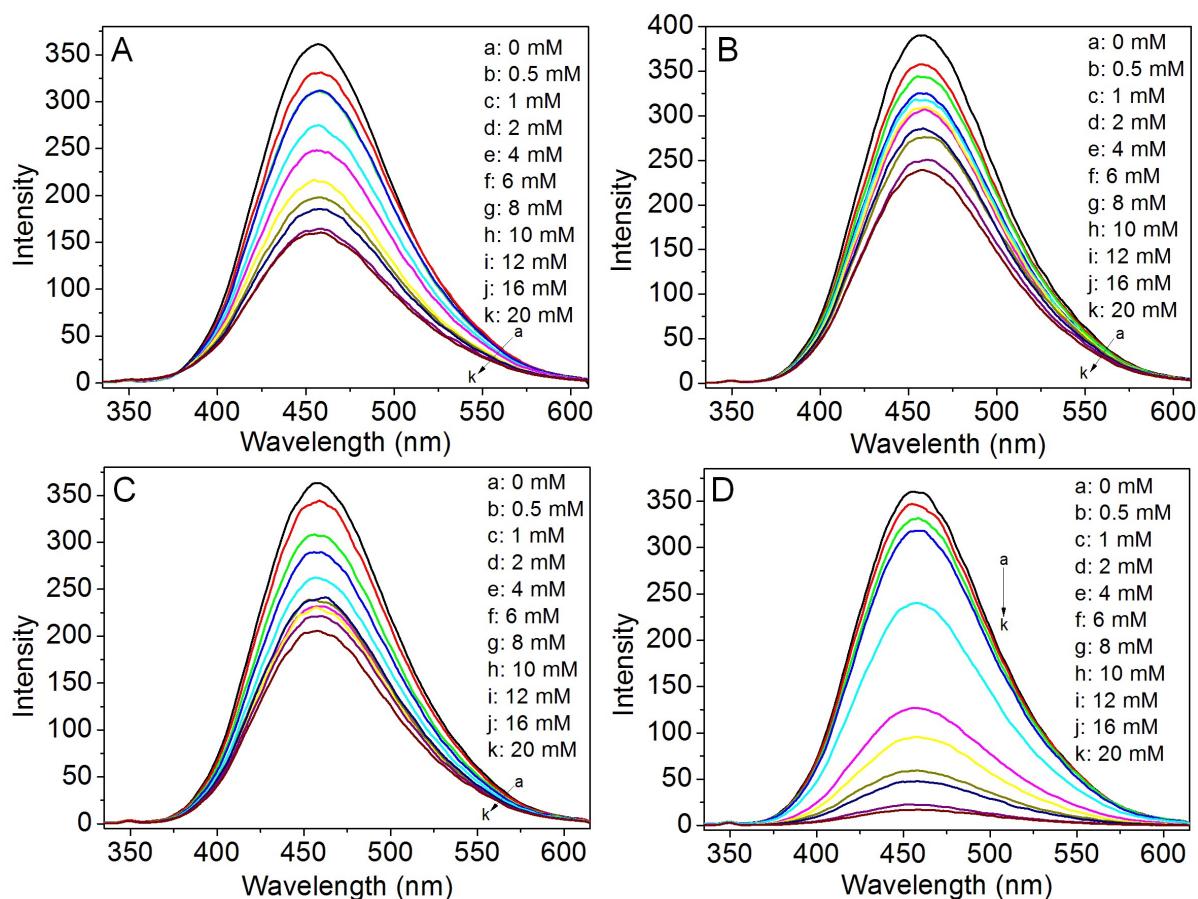 A
350
300
250
200
150
100
50
0
Intensity
350
400
450
500
550
600
Wavelength (nm)
a: 0 mM
b: 0.5 mM
c: 1 mM
d: 2 mM
e: 4 mM
f: 6 mM
g: 8 mM
h: 10 mM
i: 12 mM
j: 16 mM
k: 20 mM
a
k
B
400
350
300
250
200
150
100
50
0
Intensity
350
400
450
500
550
600
Wavelenth (nm)
a: 0 mM
b: 0.5 mM
c: 1 mM
d: 2 mM
e: 4 mM
f: 6 mM
g: 8 mM
h: 10 mM
i: 12 mM
j: 16 mM
k: 20 mM
a
k
C
350
300
250
200
150
100
50
0
Intensity
350
400
450
500
550
600
Wavelength (nm)
a: 0 mM
b: 0.5 mM
c: 1 mM
d: 2 mM
e: 4 mM
f: 6 mM
g: 8 mM
h: 10 mM
i: 12 mM
j: 16 mM
k: 20 mM
a
k
D
350
300
250
200
150
100
50
0
Intensity
350
400
450
500
550
600
Wavelength (nm)
a: 0 mM
b: 0.5 mM
c: 1 mM
d: 2 mM
e: 4 mM
f: 6 mM
g: 8 mM
h: 10 mM
i: 12 mM
j: 16 mM
k: 20 mM
a
k